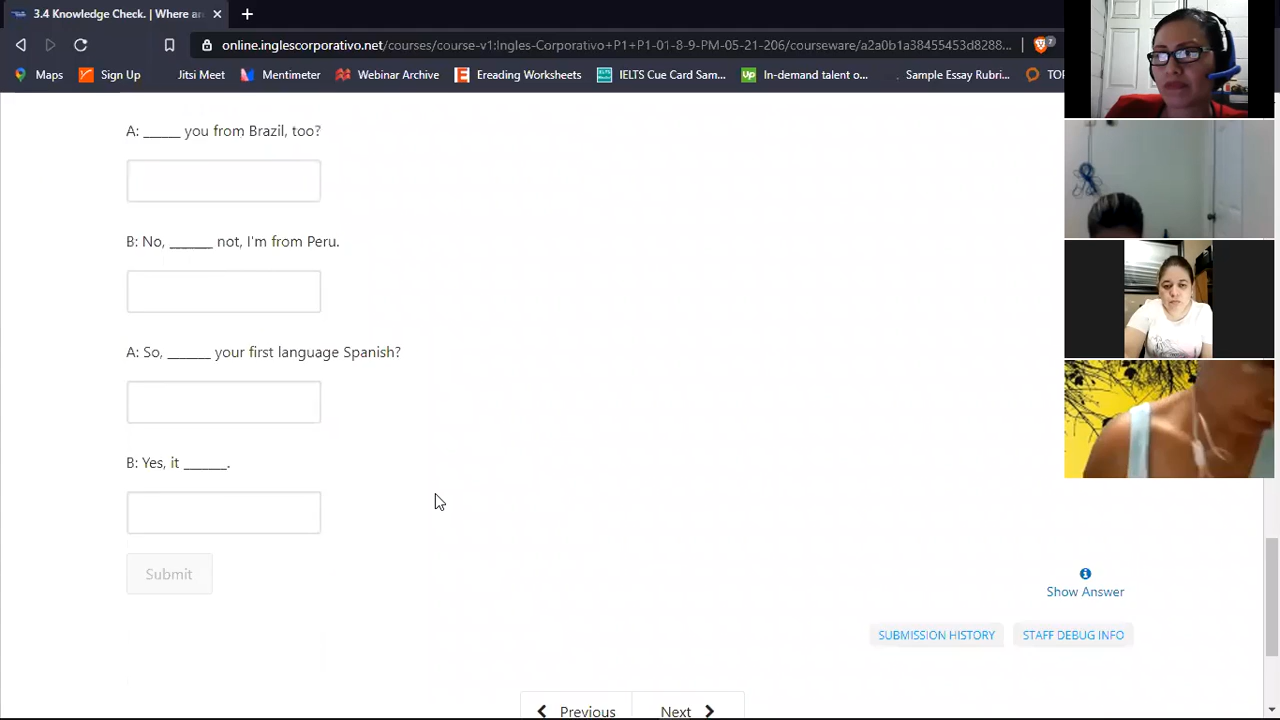 3.4 Knowledge Check. | Where ar
online.inglescorporativo.net/courses/course-v1:Ingles-Corporativo+P1+P1-01-8-9-PM-05-21-206/courseware/a2a0b1a38455453d8288...
Maps Sign Up Jitsi Meet Mentimeter Webinar Archive Erselling Worksheets IELTS Cue Card Sam... In-demand talent o... Simple Essay Rubri... TO
A: _____ you from Brazil, too?
B: No, ______ not, I'm from Peru.
A: So, ______ your first language Spanish?
B: Yes, it ______.
Submit
Show Answer
SUBMISSION HISTORY STAFF DEBUG INFO
Previous Next